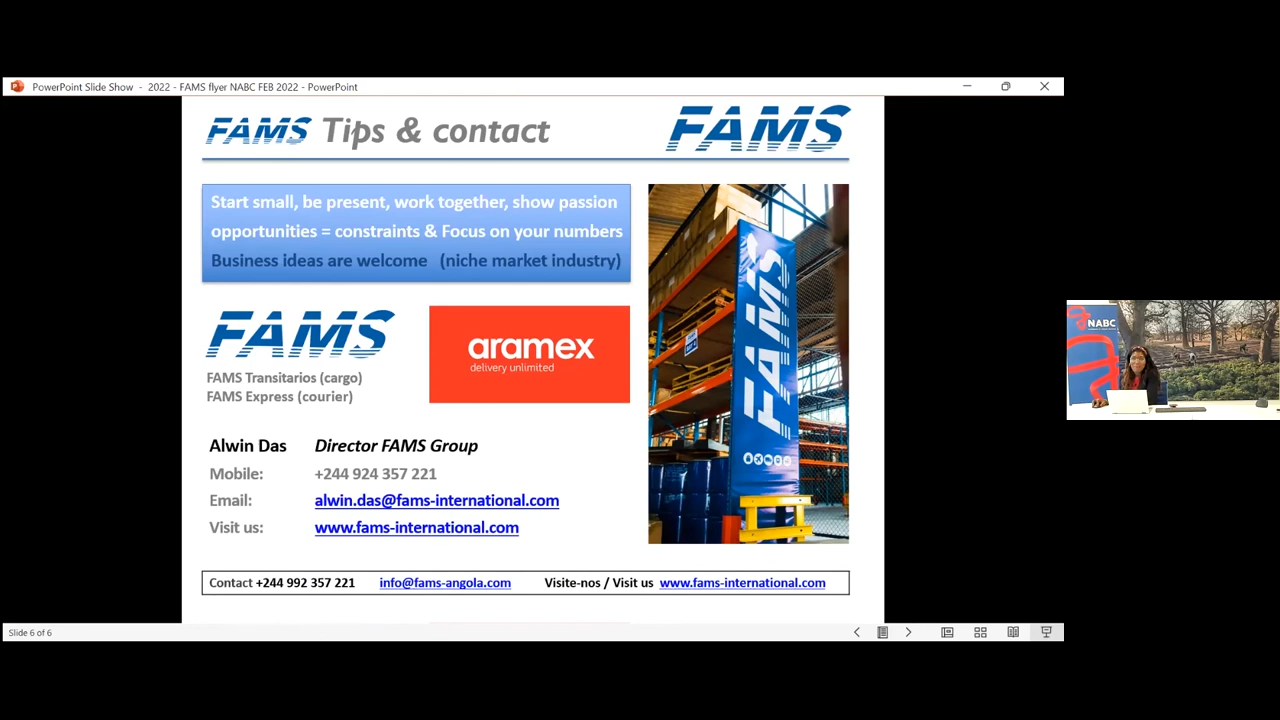 PowerPoint Slide Show - 2022 - FAMS flyer NABC FEB 2022 - PowerPoint
FAMS Tips & contact
FAMS
Start small, be present, work together, show passion
opportunities = constraints & Focus on your numbers
Business ideas are welcome (niche market industry)
FAMS
FAMS Transitarios (cargo)
FAMS Express (courier)
aramex
delivery unlimited
FAMS
Alwin Das Director FAMS Group
Mobile: +244 924 357 221
Email: alwin.das@fams-international.com
Visit us: www.fams-international.com
Contact +244 992 357 221 info@fams-angola.com Visite-nos / Visit us www.fams-international.com
Slide 6 of 6
NABC